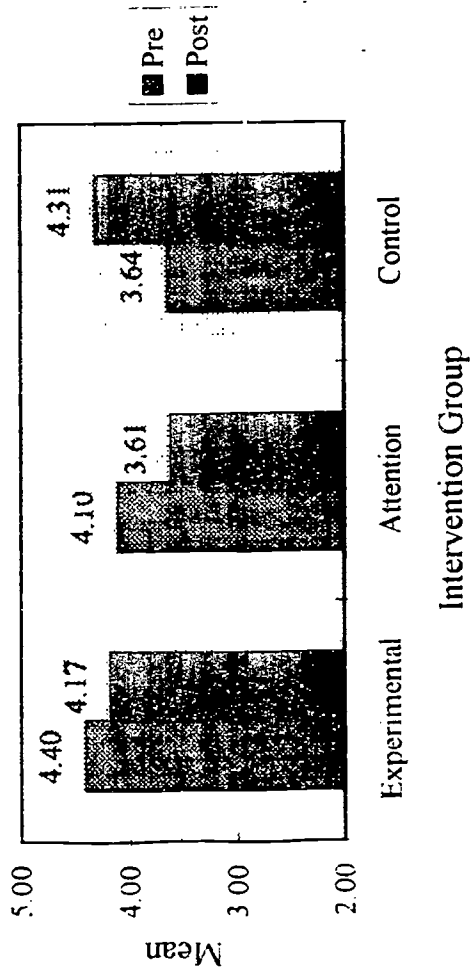 Mean
5.00
4.00
3.00
2.00
4.40
4.17
4.10
3.61
3.64
4.31
Experimental
Attention
Control
Intervention Group
Pre
Post